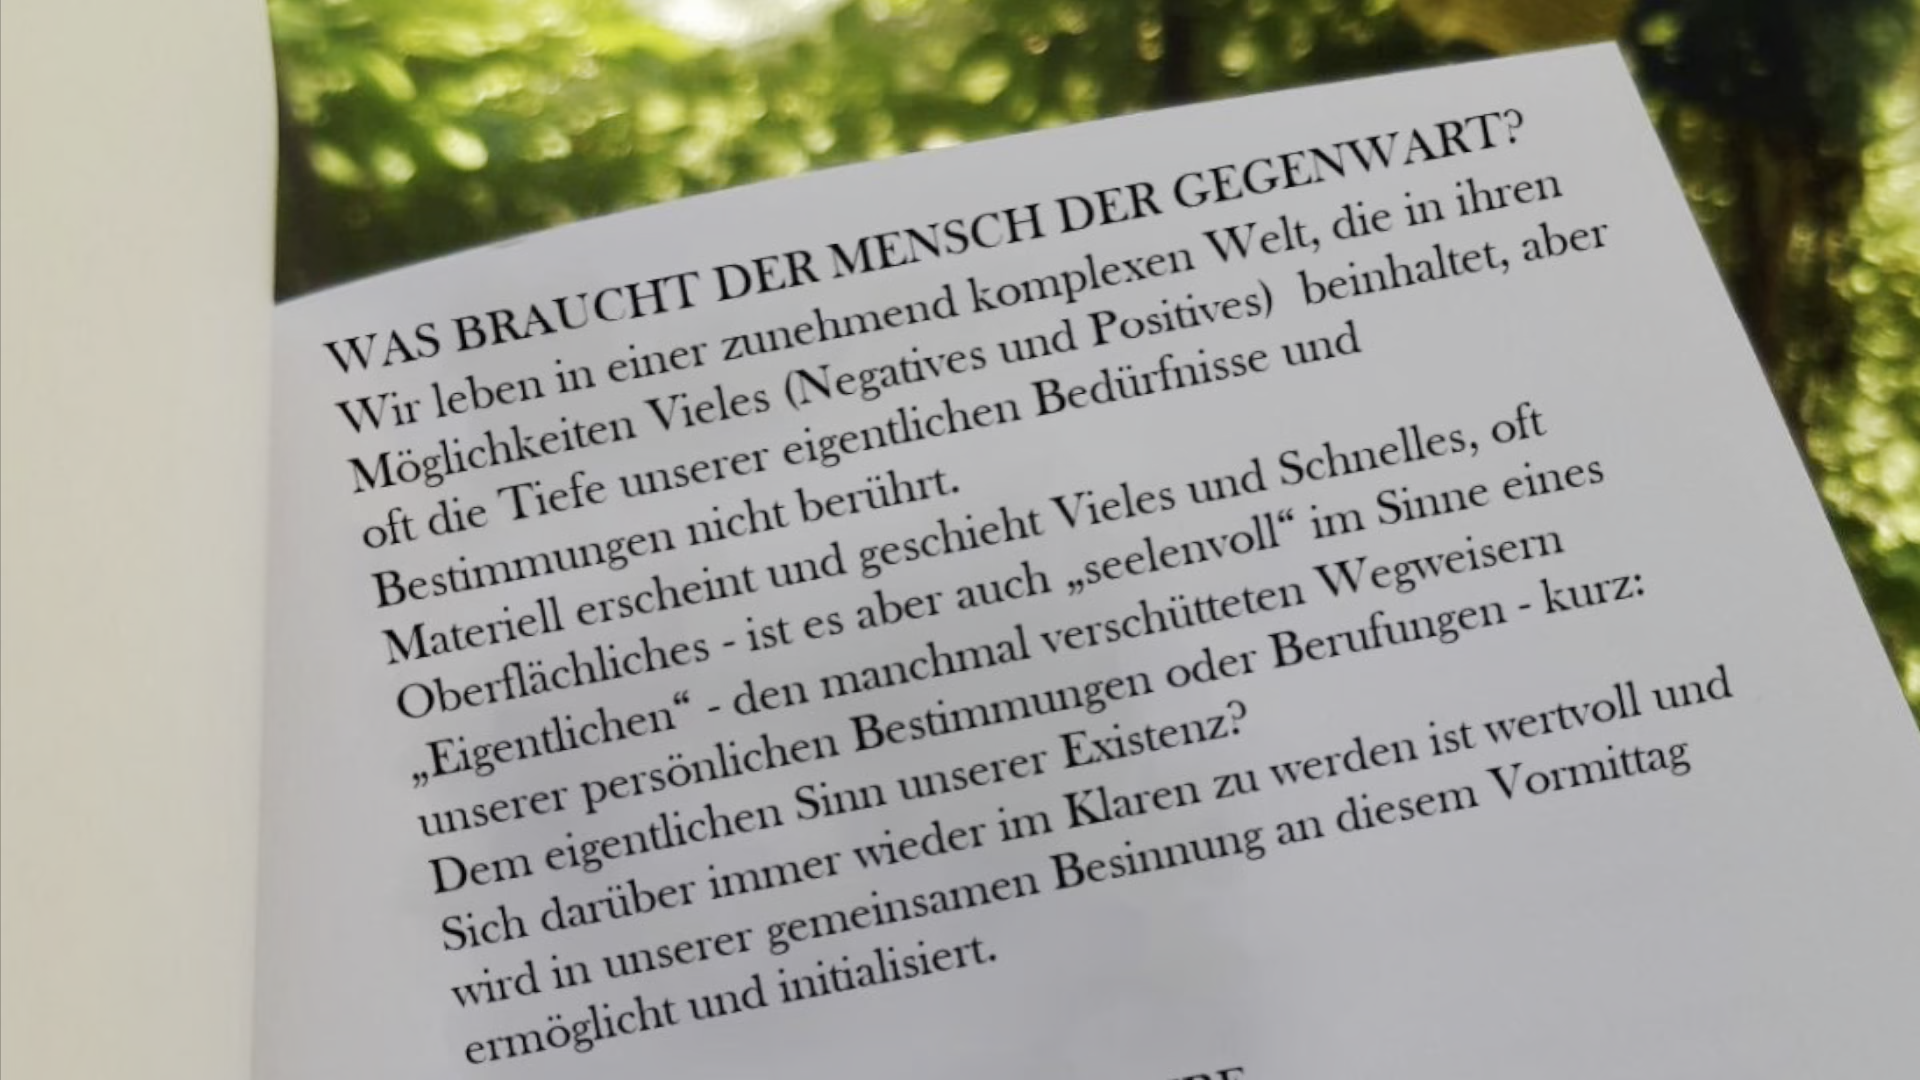 WAS BRAUCHT DER MENSCH DER GEGENWART?
Wir leben in einer zunehmend komplexen Welt, die in ihren
Möglichkeiten Vieles (Negatives und Positives) beinhaltet, aber
oft die Tiefe unserer eigentlichen Bedürfnisse und
Bestimmungen nicht berührt.
Materiell erscheint und geschieht Vieles und Schnelles, oft
Oberflächliches - ist es aber auch „seelenvoll“ im Sinne eines
„Eigentlichen“ - den manchmal verschütteten Wegweisern
unserer persönlichen Bestimmungen oder Berufungen - kurz:
Dem eigentlichen Sinn unserer Existenz?
Sich darüber immer wieder im Klaren zu werden ist wertvoll und
wird in unserer gemeinsamen Besinnung an diesem Vormittag
ermöglicht und initialisiert.